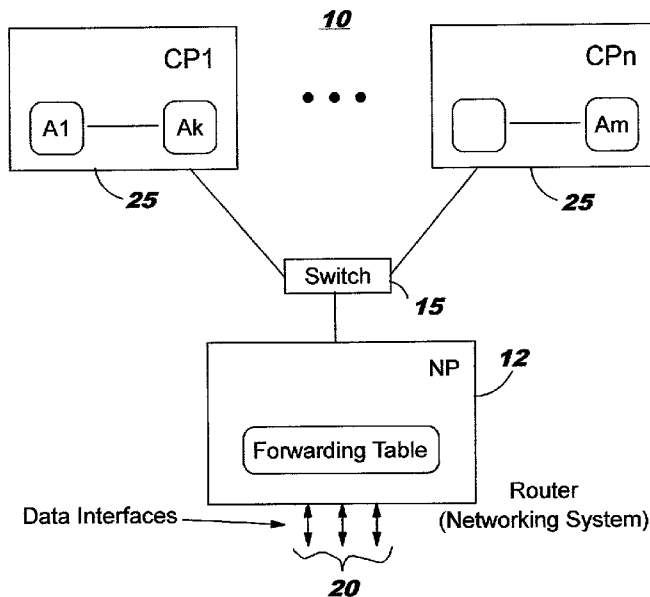 10
CP1
A1
Ak
25
• • •
CPn
Am
25
Switch
15
NP
12
Forwarding Table
Data Interfaces
Router
(Networking System)
20